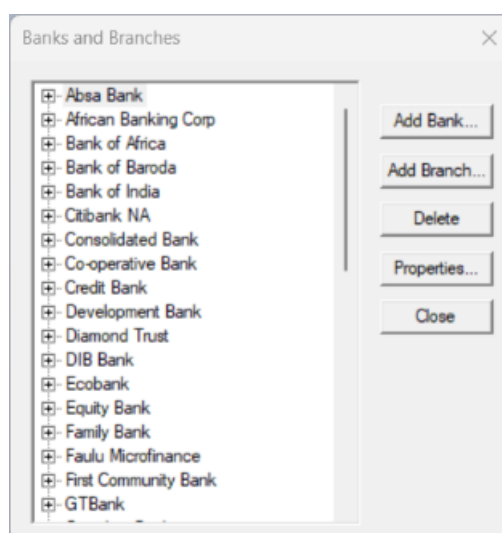 Banks and Branches
Absa Bank
African Banking Corp
Bank of Africa
Bank of Baroda
Bank of India
Citibank NA
Consolidated Bank
Co-operative Bank
Credit Bank
Development Bank
Diamond Trust
DIB Bank
Ecobank
Equity Bank
Family Bank
Faulu Microfinance
First Community Bank
GTBank
Add Bank...
Add Branch...
Delete
Properties...
Close